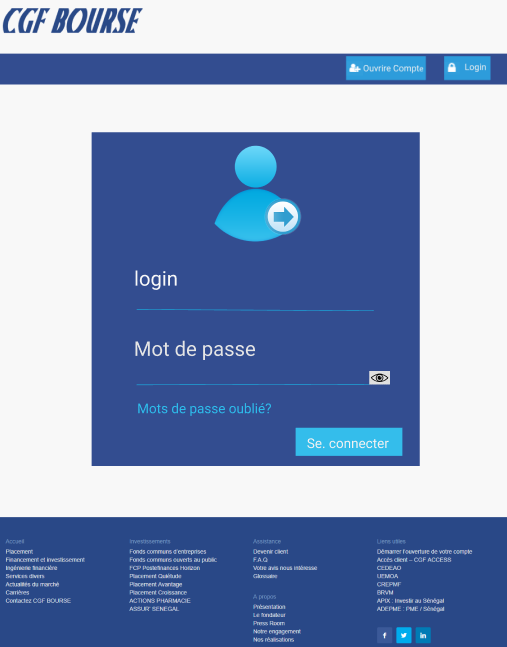 CGF BOURSE
Ouvrire Compte
Login
login
Mot de passe
Mots de passe oublié?
Se. connecter
Accueil
Placement
Financement et investissement
Ingénierie financière
Services divers
Actualités du marché
Carrières
Contactez CGF BOURSE
Investissements
Fonds communs d'entreprises
Fonds communs ouverts au public
FCP Postefinances Horizon
Placement Quiétude
Placement Avantage
Placement Croissance
ACTIONS PHARMACIE
ASSUR' SENEGAL
Assistance
Devenir client
F.A.Q.
Votre avis nous intéresse
Glossaire
A propos
Présentation
Le fondateur
Press Room
Notre engagement
Nos réalisations
Liens utiles
Démarrer l'ouverture de votre compte
Accès client – CGF ACCESS
CEDEAO
UEMOA
CREPMF
BRVM
APIX : Investir au Sénégal
ADEPME : PME / Sénégal